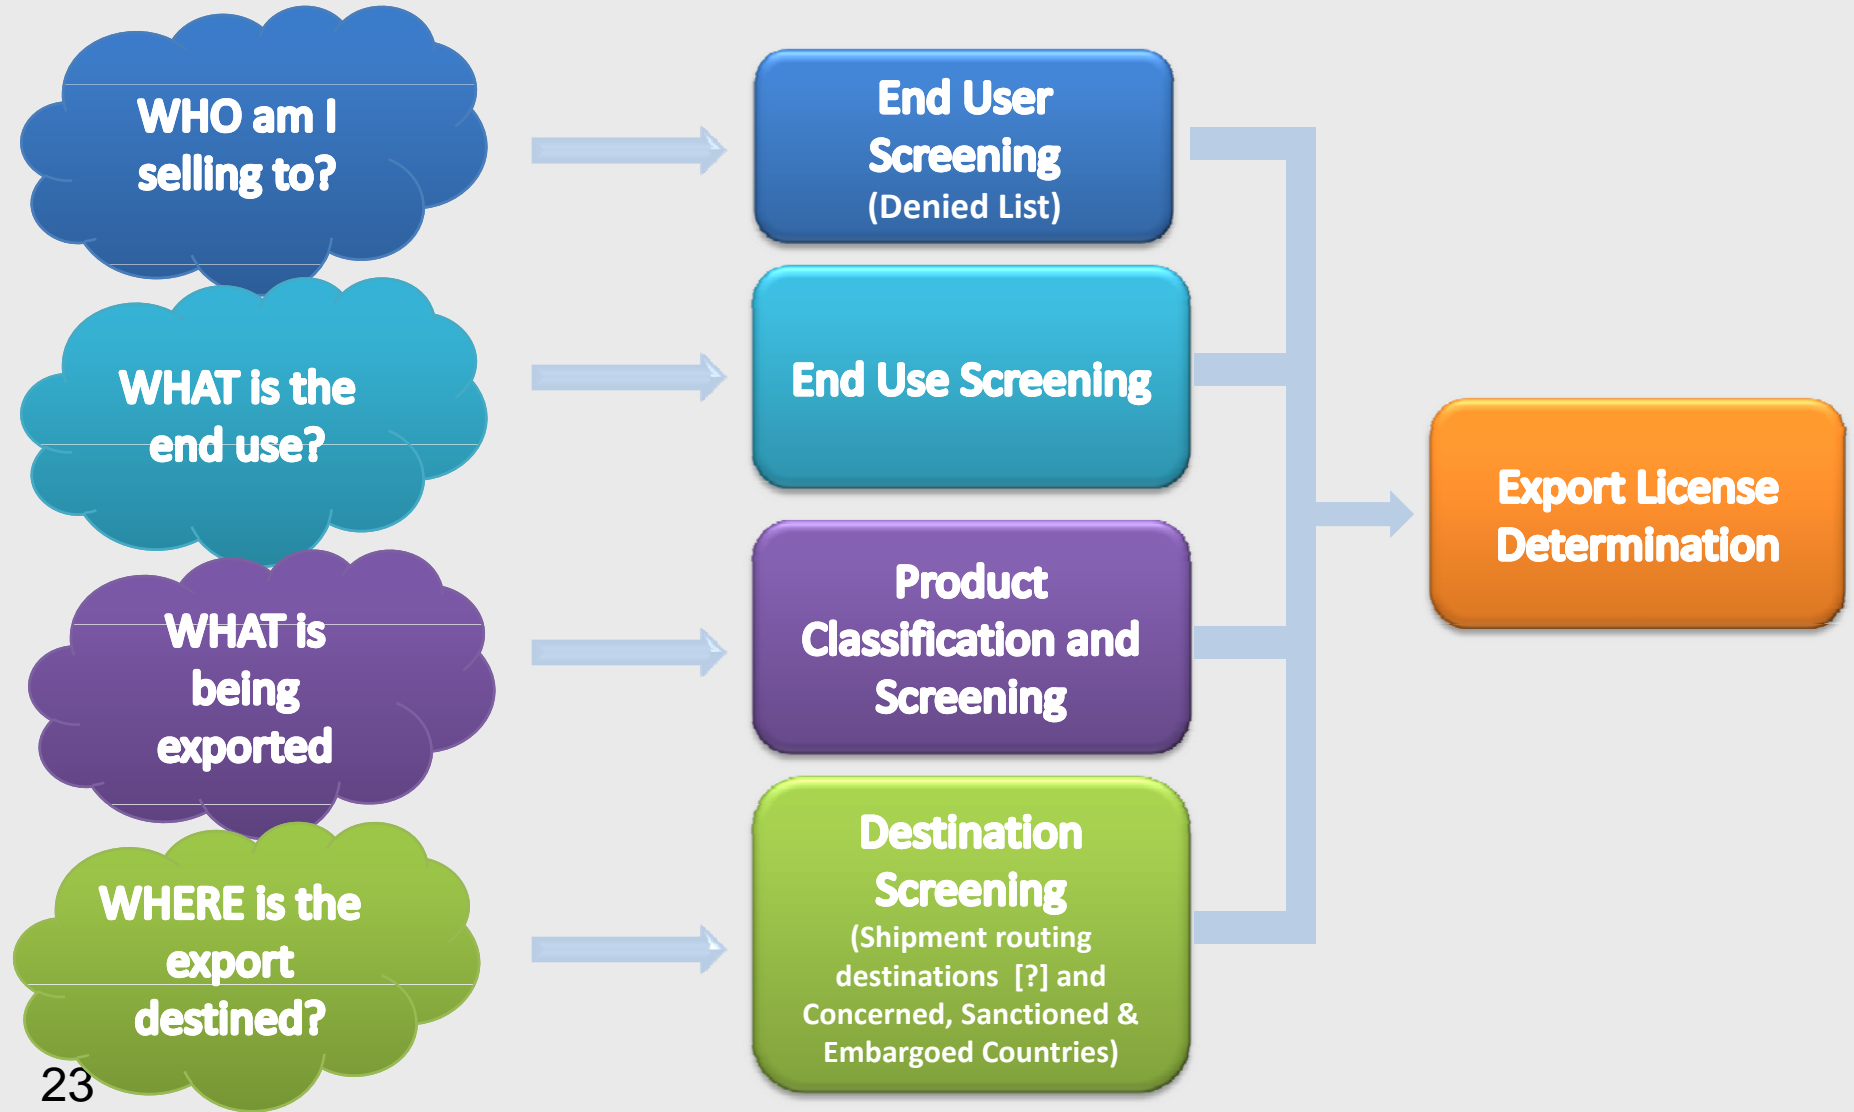 WHO am I
selling to?
End User
Screening
(Denied List)
WHAT is the
end use?
End Use Screening
WHAT is
being
exported
Product
Classification and
Screening
WHERE is the
export
destined?
Destination
Screening
(Shipment routing
destinations [?] and
Concerned, Sanctioned &
Embargoed Countries)
Export License
Determination
23